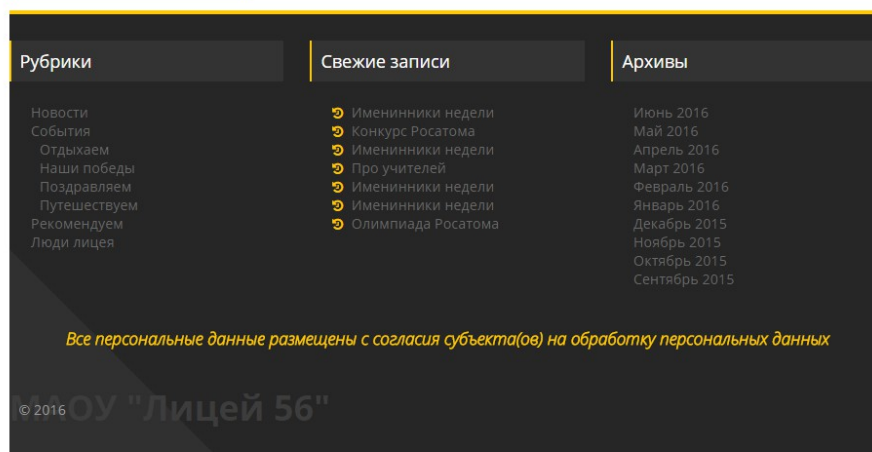 Рубрики
Новости
События
Отдыхаем
Наши победы
Поздравляем
Путешествуем
Рекомендуем
Люди лицея
Свежие записи
Именинники недели
Конкурс Росатома
Именинники недели
Про учителей
Именинники недели
Именинники недели
Олимпиада Росатома
Архивы
Июнь 2016
Май 2016
Апрель 2016
Март 2016
Февраль 2016
Январь 2016
Декабрь 2015
Ноябрь 2015
Октябрь 2015
Сентябрь 2015
Все персональные данные размещены с согласия субъекта(ов) на обработку персональных данных
© 2016
МАОУ "Лицей 56"